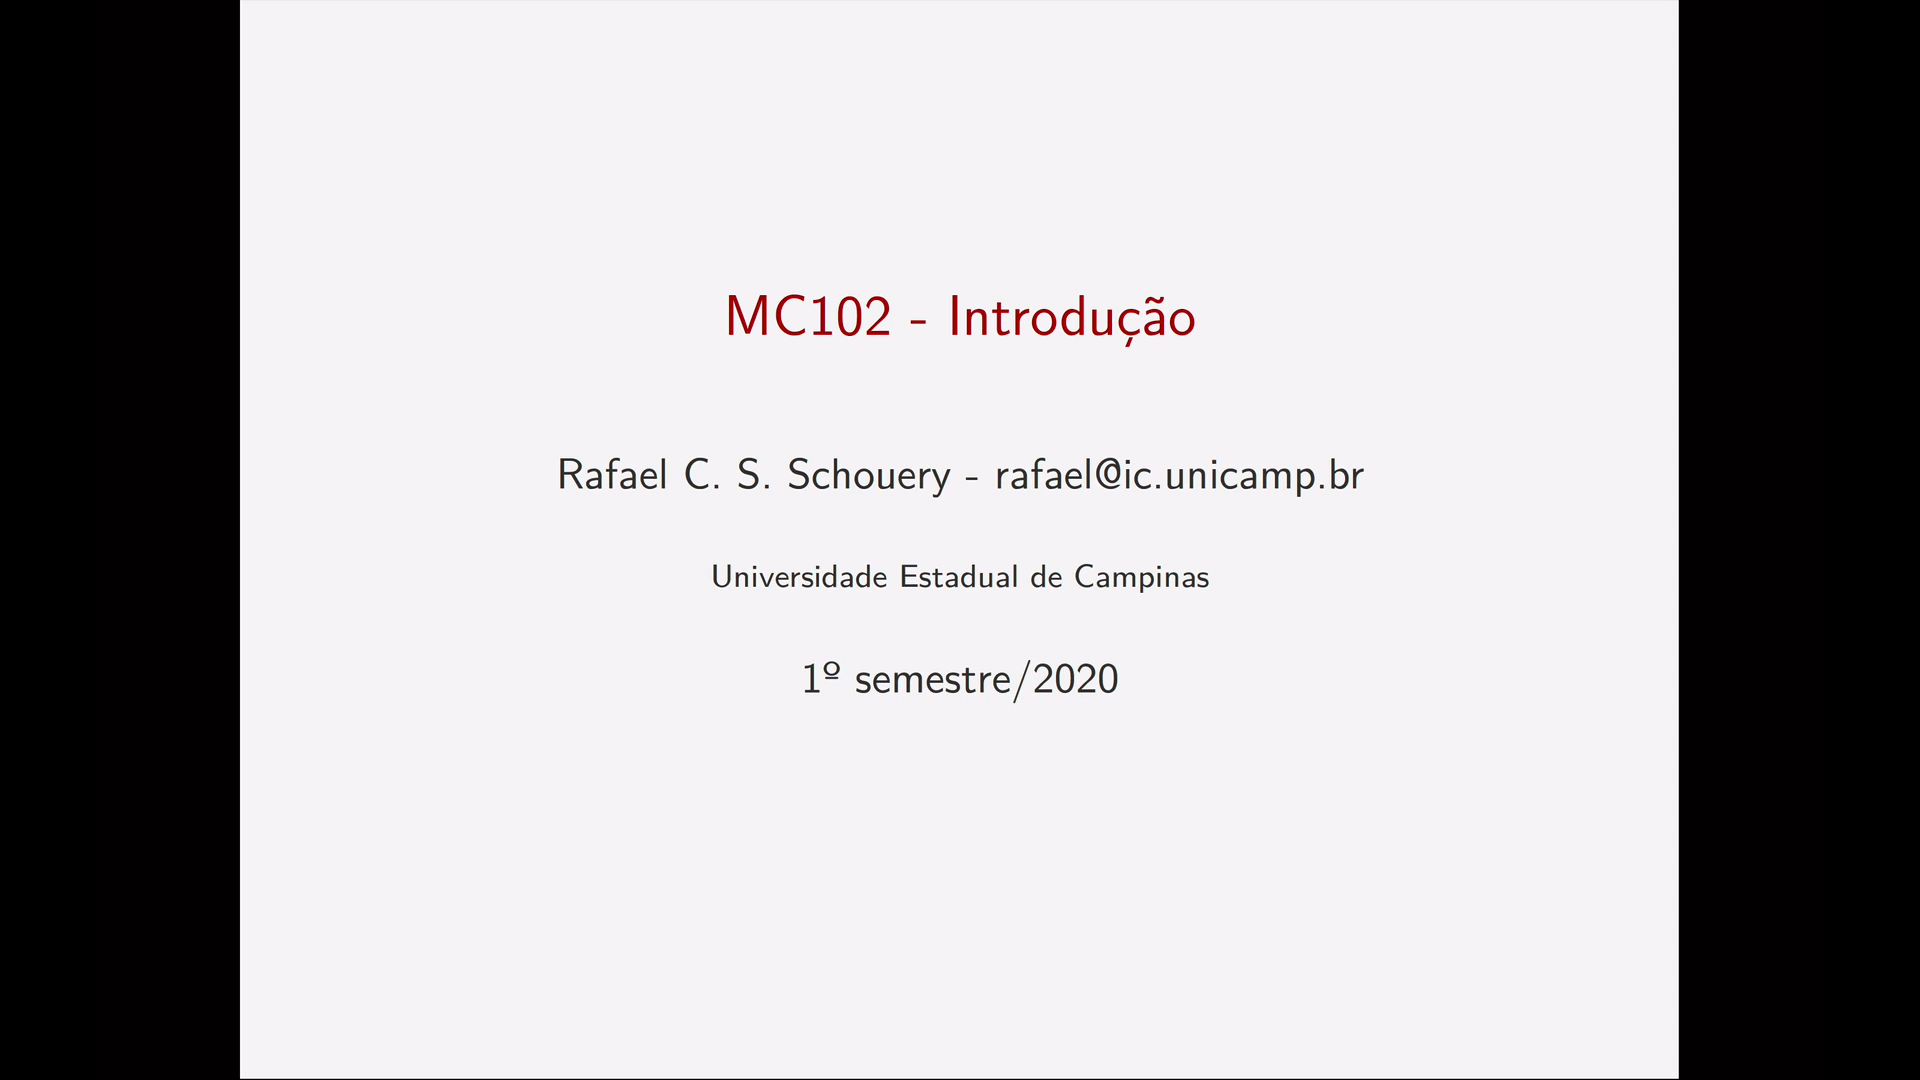 MC102 - Introdução
Rafael C. S. Schouery - rafael@ic.unicamp.br
Universidade Estadual de Campinas
1º semestre/2020